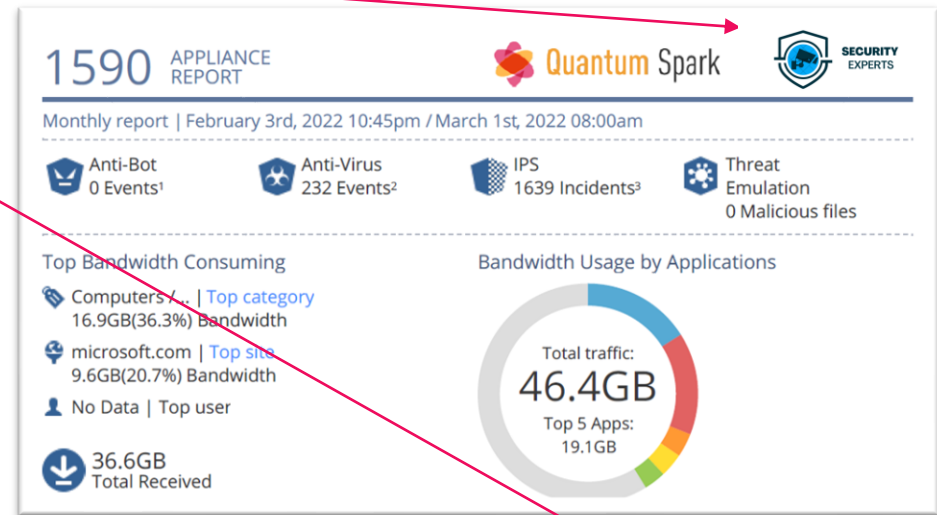 1590 APPLIANCE REPORT
Quantum Spark
SECURITY EXPERTS
Monthly report | February 3rd, 2022 10:45pm / March 1st, 2022 08:00am
Anti-Bot
0 Events¹
Anti-Virus
232 Events²
IPS
1639 Incidents³
Threat
Emulation
0 Malicious files
Top Bandwidth Consuming
Computers /... | Top category
16.9GB(36.3%) Bandwidth
microsoft.com | Top site
9.6GB(20.7%) Bandwidth
No Data | Top user
36.6GB
Total Received
Bandwidth Usage by Applications
Total traffic:
46.4GB
Top 5 Apps:
19.1GB